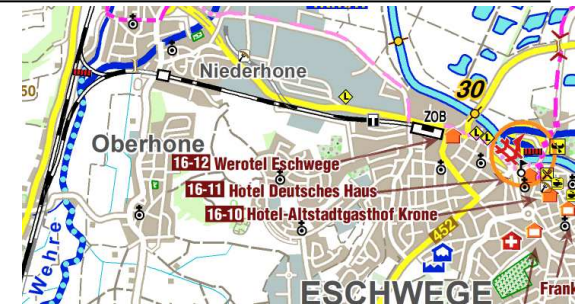 Niederhone
30
50
ZOB
T
L
L
L
Oberhone
16-12 Werotel Eschwege
16-11 Hotel Deutsches Haus
16-10 Hotel-Altstadtgasthof Krone
452
Wehre
ESCHWEGE
Frank